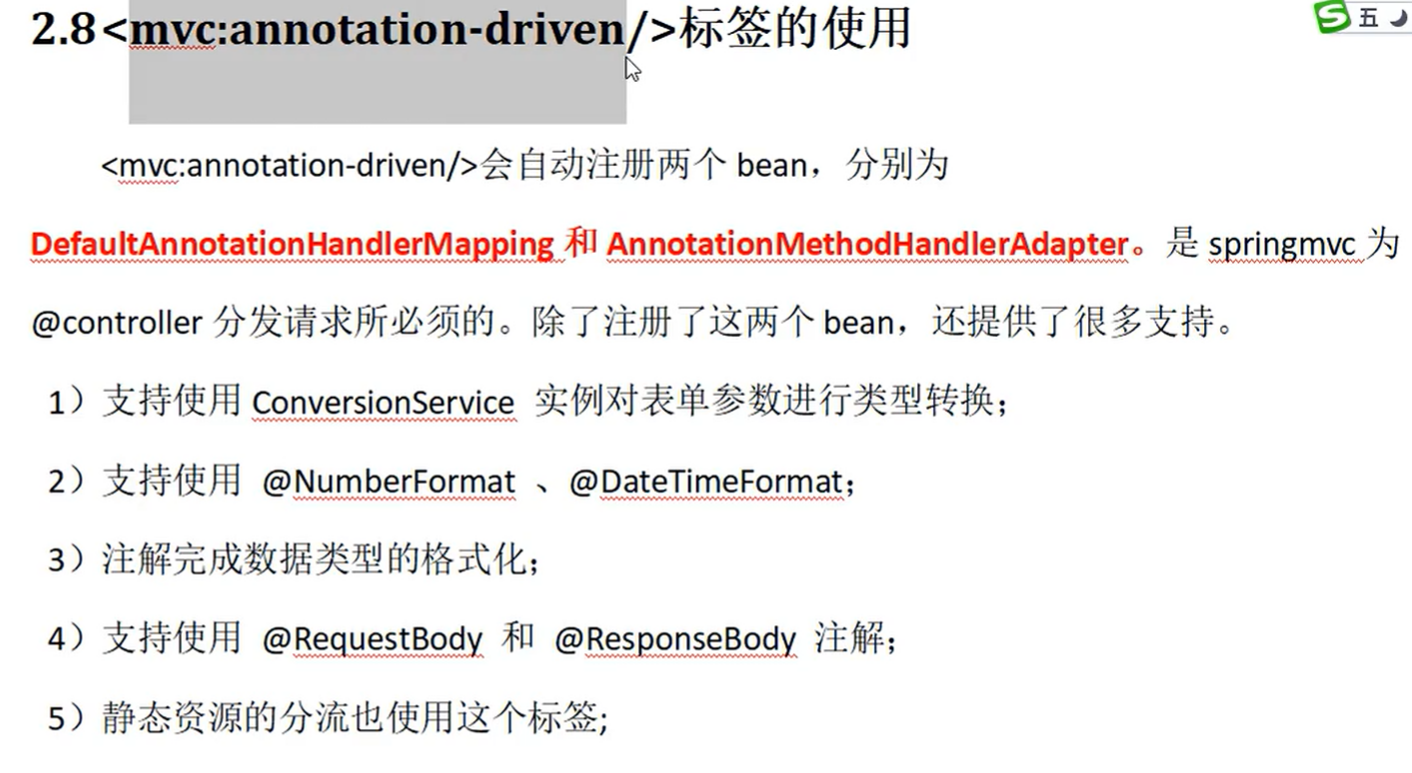 2.8<mvc:annotation-driven/>标签的使用
五
<mvc:annotation-driven/>会自动注册两个 bean，分别为
DefaultAnnotationHandlerMapping 和 AnnotationMethodHandlerAdapter。是 springmvc 为
@controller 分发请求所必须的。除了注册了这两个 bean，还提供了很多支持。
1）支持使用 ConversionService 实例对表单参数进行类型转换；
2）支持使用 @NumberFormat 、@DateTimeFormat；
3）注解完成数据类型的格式化；
4）支持使用 @RequestBody 和 @ResponseBody 注解；
5）静态资源的分流也使用这个标签;